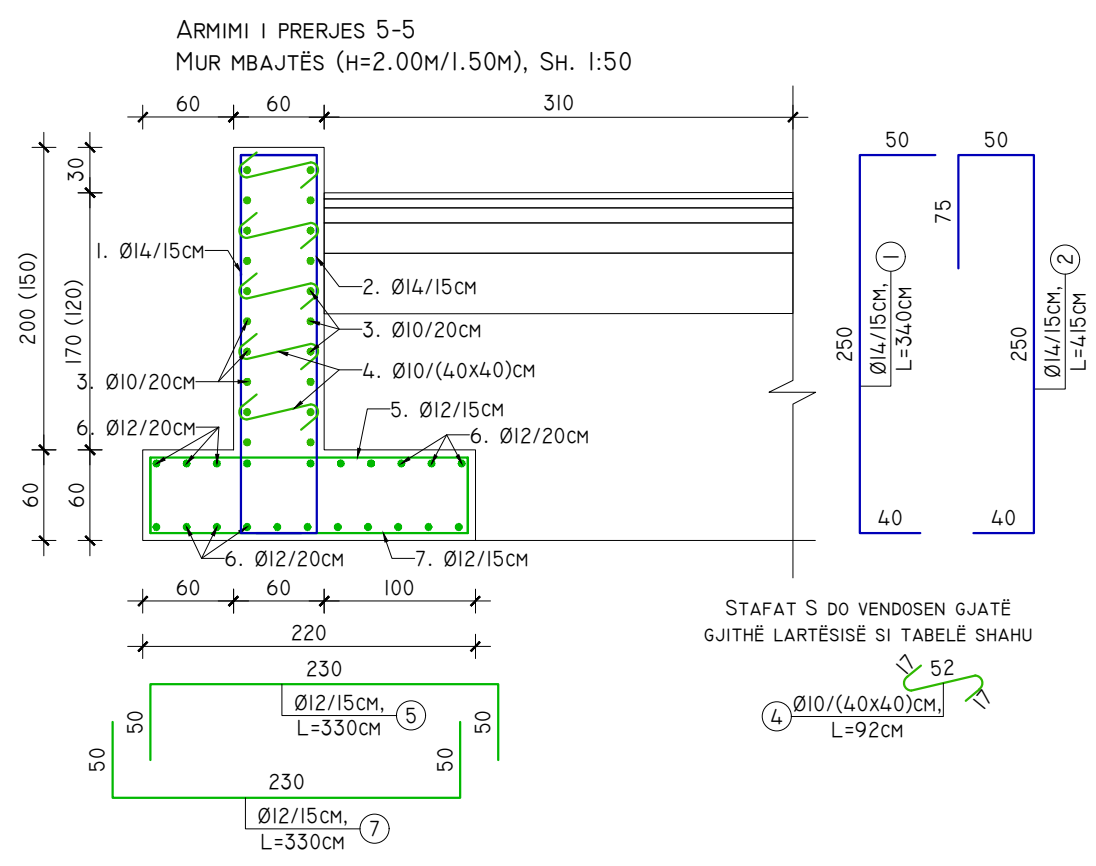 ARMIMI I PRERJES 5-5
MUR MBAJTËS (H=2.00M/1.50M), SH. 1:50
60
60
310
30
200 (150)
170 (120)
60
60
1. Ø14/15CM
2. Ø14/15CM
3. Ø10/20CM
4. Ø10/(40X40)CM
3. Ø10/20CM
5. Ø12/15CM
6. Ø12/20CM
6. Ø12/20CM
6. Ø12/20CM
7. Ø12/15CM
60
60
100
220
50
250
Ø14/15CM,
L=340CM
1
40
50
75
250
Ø14/15CM,
L=415CM
2
40
STAFAT S DO VENDOSEN GJATË
GJITHË LARTËSISË SI TABELË SHAHU
17
52
17
4
Ø10/(40X40)CM,
L=92CM
230
50
50
Ø12/15CM,
L=330CM
5
50
50
230
Ø12/15CM,
L=330CM
7